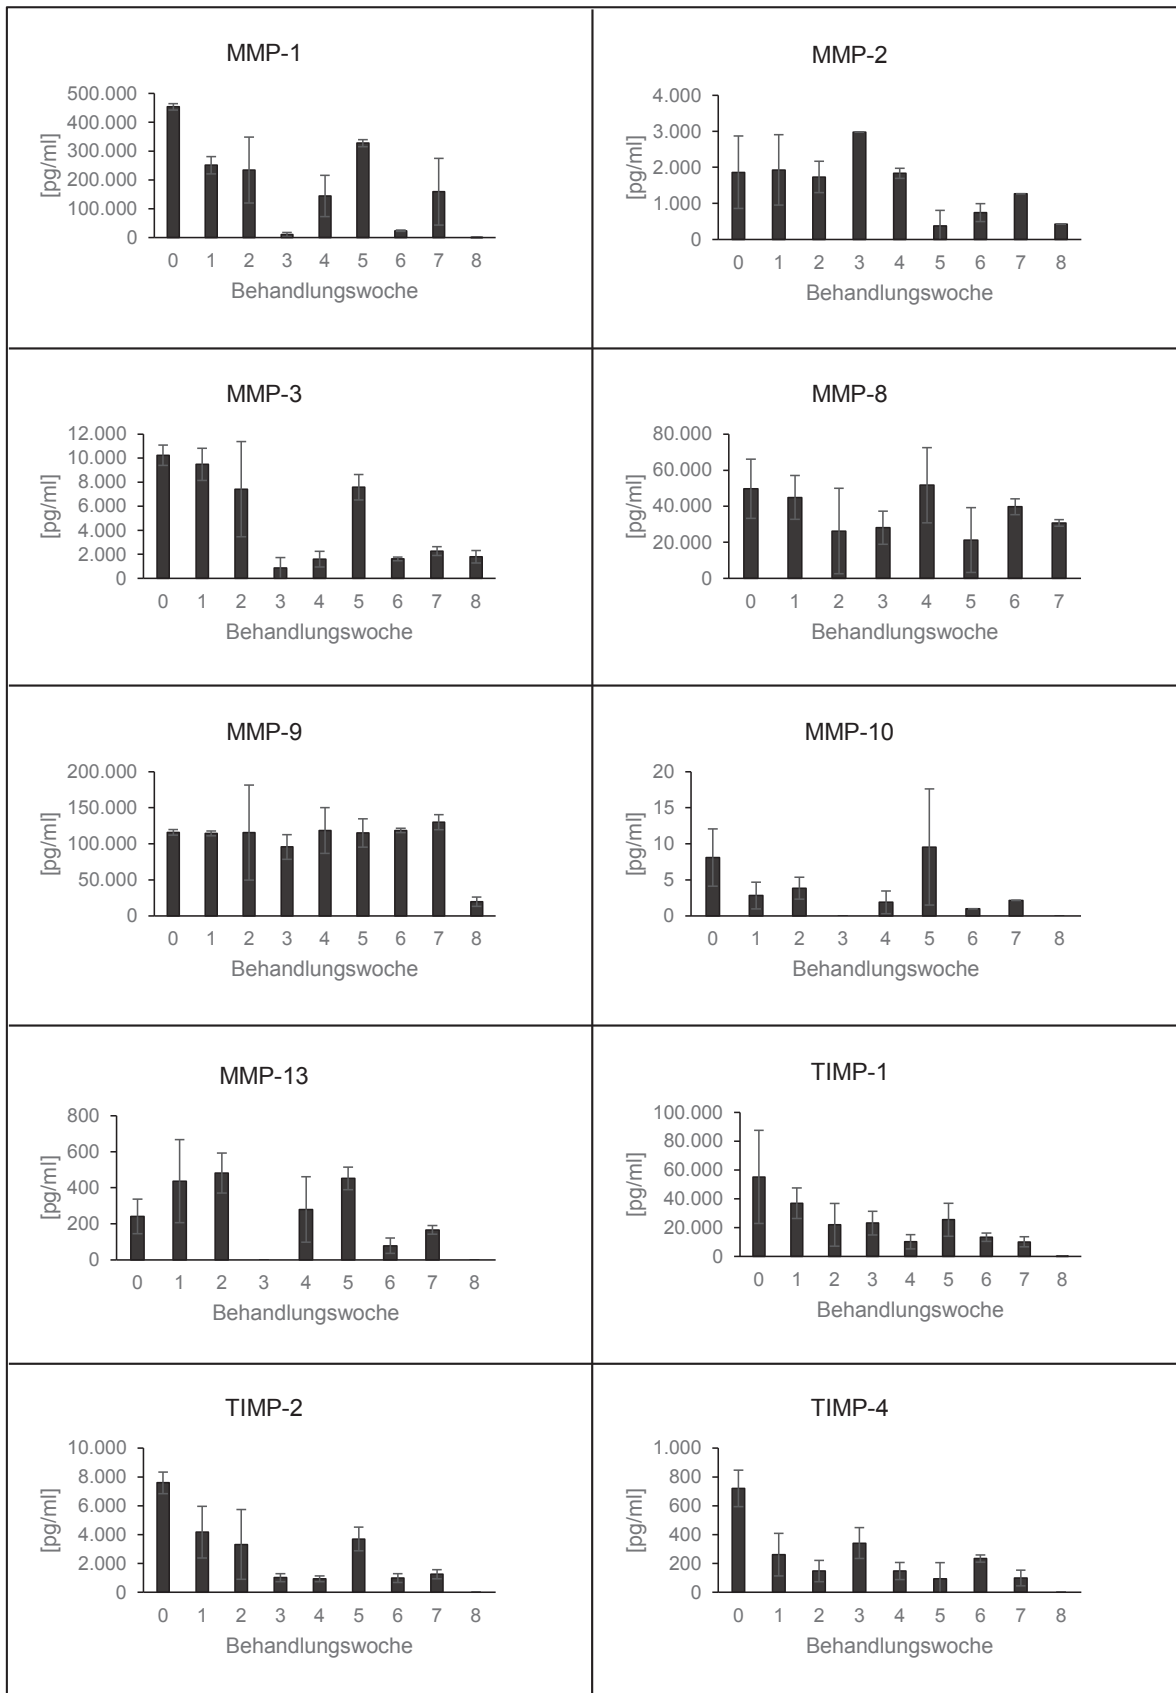 MMP-1
500.000
400.000
300.000
200.000
100.000
0
[pg/ml]
0 1 2 3 4 5 6 7 8
Behandlungswoche
MMP-2
4.000
3.000
2.000
1.000
0
[pg/ml]
0 1 2 3 4 5 6 7 8
Behandlungswoche
MMP-3
12.000
10.000
8.000
6.000
4.000
2.000
0
[pg/ml]
0 1 2 3 4 5 6 7 8
Behandlungswoche
MMP-8
80.000
60.000
40.000
20.000
0
[pg/ml]
0 1 2 3 4 5 6 7
Behandlungswoche
MMP-9
200.000
150.000
100.000
50.000
0
[pg/ml]
0 1 2 3 4 5 6 7 8
Behandlungswoche
MMP-10
20
15
10
5
0
[pg/ml]
0 1 2 3 4 5 6 7 8
Behandlungswoche
MMP-13
800
600
400
200
0
[pg/ml]
0 1 2 3 4 5 6 7 8
Behandlungswoche
TIMP-1
100.000
80.000
60.000
40.000
20.000
0
[pg/ml]
0 1 2 3 4 5 6 7 8
Behandlungswoche
TIMP-2
10.000
8.000
6.000
4.000
2.000
0
[pg/ml]
0 1 2 3 4 5 6 7 8
Behandlungswoche
TIMP-4
1.000
800
600
400
200
0
[pg/ml]
0 1 2 3 4 5 6 7 8
Behandlungswoche